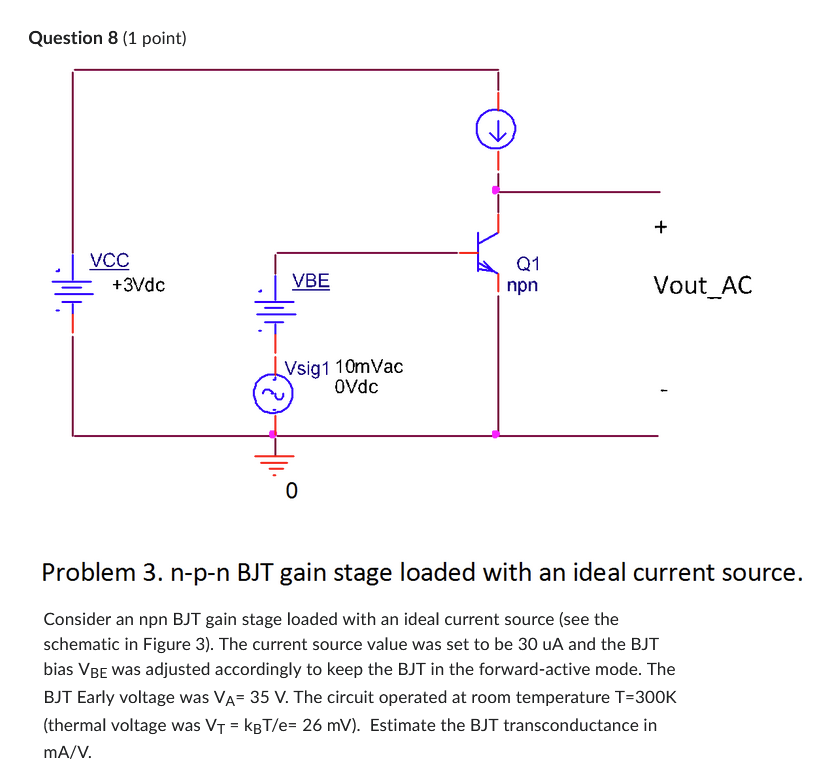 Question 8 (1 point)
VCC
+3Vdc
VBE
Q1
npn
+
Vout_AC
Vsig1 10mVac
0Vdc
-
0
Problem 3. n-p-n BJT gain stage loaded with an ideal current source.
Consider an npn BJT gain stage loaded with an ideal current source (see the
schematic in Figure 3). The current source value was set to be 30 uA and the BJT
bias VBE was adjusted accordingly to keep the BJT in the forward-active mode. The
BJT Early voltage was VA= 35 V. The circuit operated at room temperature T=300K
(thermal voltage was VT = kBT/e= 26 mV).  Estimate the BJT transconductance in
mA/V.